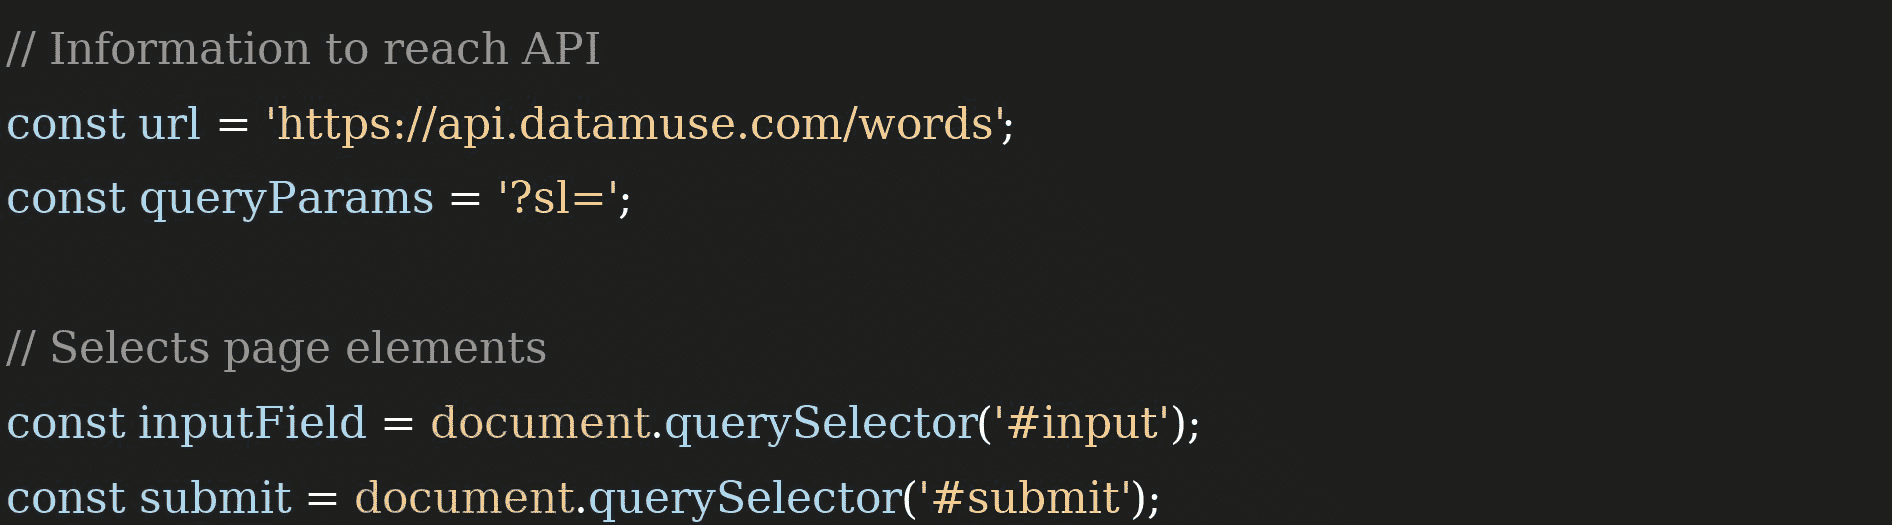 // Information to reach API
const url = 'https://api.datamuse.com/words';
const queryParams = '?sl=';
// Selects page elements
const inputField = document.querySelector('#input');
const submit = document.querySelector('#submit');